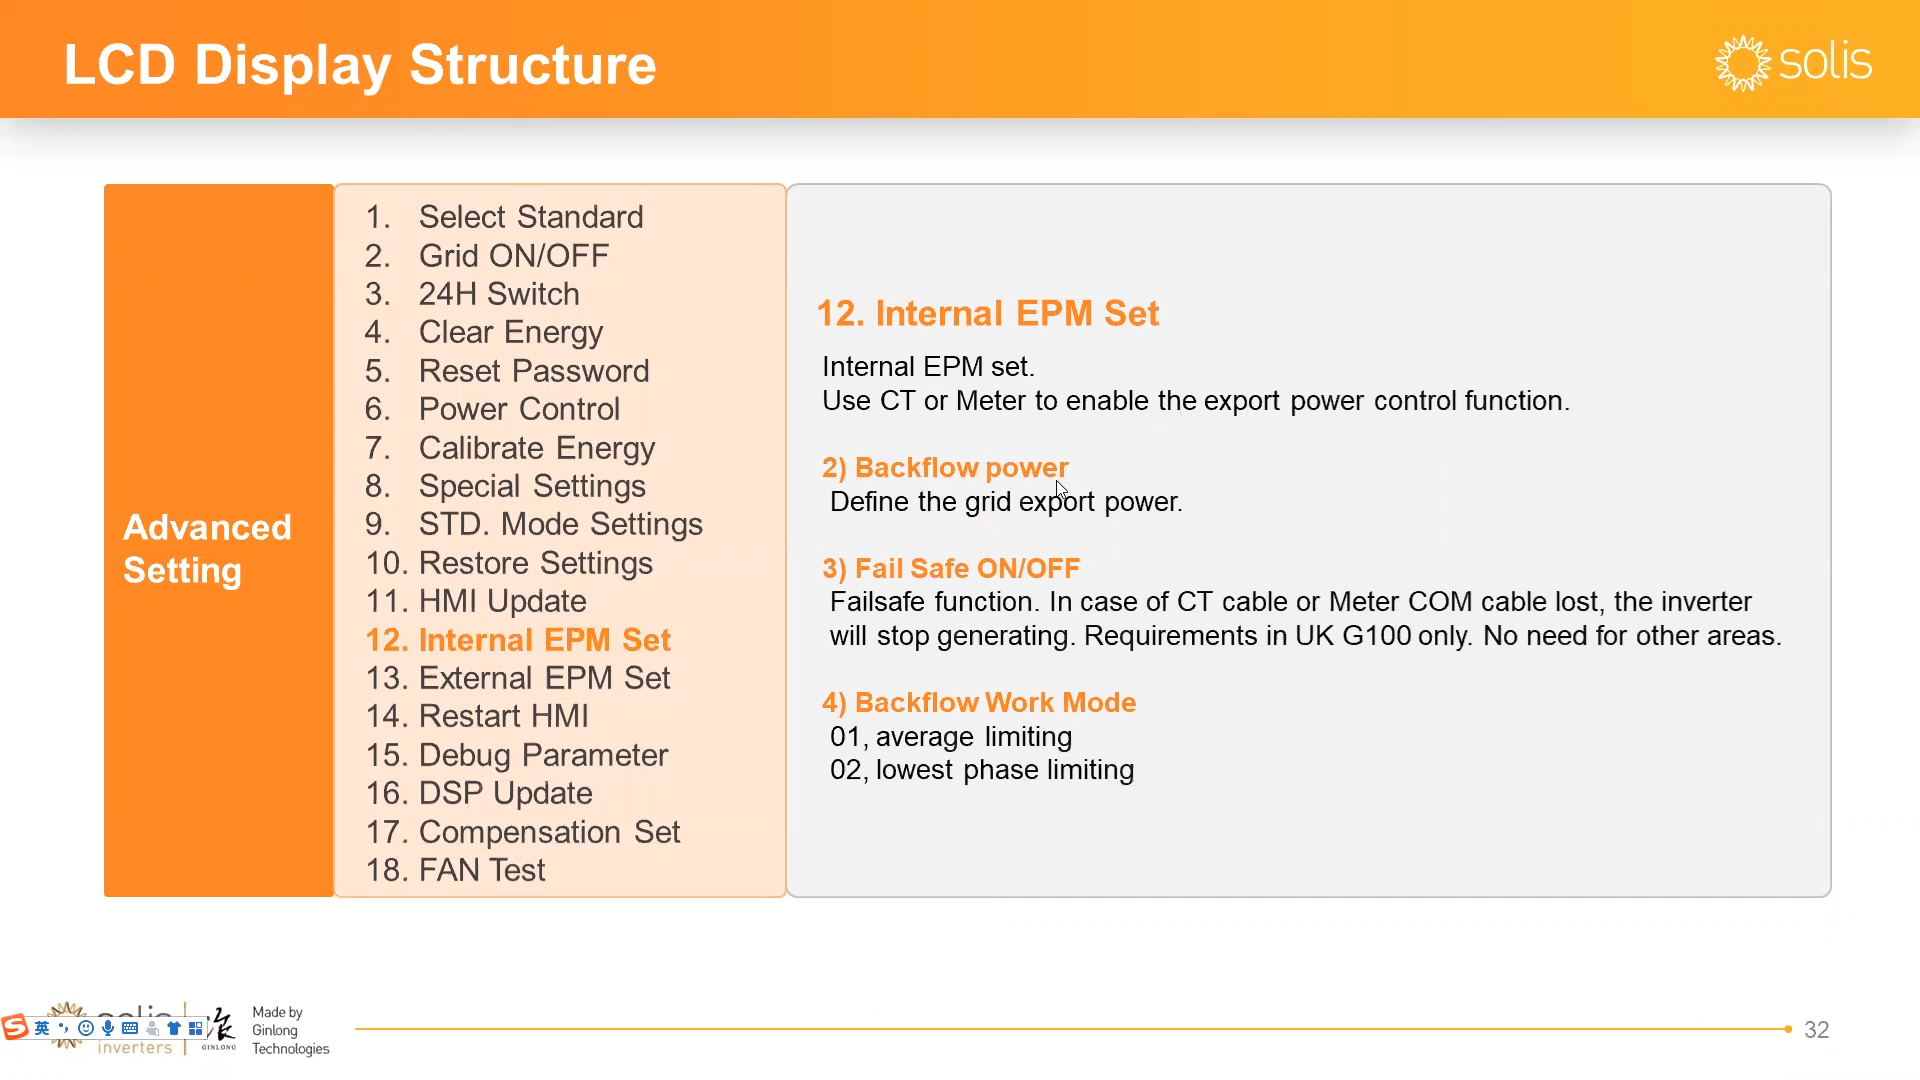 LCD Display Structure
solis
Advanced
Setting
1. Select Standard
2. Grid ON/OFF
3. 24H Switch
4. Clear Energy
5. Reset Password
6. Power Control
7. Calibrate Energy
8. Special Settings
9. STD. Mode Settings
10. Restore Settings
11. HMI Update
12. Internal EPM Set
13. External EPM Set
14. Restart HMI
15. Debug Parameter
16. DSP Update
17. Compensation Set
18. FAN Test
12. Internal EPM Set
Internal EPM set.
Use CT or Meter to enable the export power control function.
2) Backflow power
Define the grid export power.
3) Fail Safe ON/OFF
Failsafe function. In case of CT cable or Meter COM cable lost, the inverter
will stop generating. Requirements in UK G100 only. No need for other areas.
4) Backflow Work Mode
01, average limiting
02, lowest phase limiting
英
inverters
GINLONG
Made by
Ginlong
Technologies
32